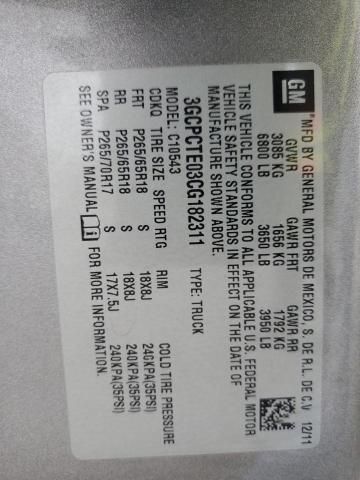 GM
"MFD BY GENERAL MOTORS DE MEXICO, S. DE R.L. DE C.V 12/11
GVWR GAWR FRT GAWR RR
3085 KG 1656 KG 1792 KG
6800 LB 3650 LB 3950 LB
THIS VEHICLE CONFORMS TO ALL APPLICABLE U.S. FEDERAL MOTOR
VEHICLE SAFETY STANDARDS IN EFFECT ON THE DATE OF
MANUFACTURE SHOWN ABOVE.
3GCPCTE03CG182311 TYPE: TRUCK
MODEL: C10543
CDKQ TIRE SIZE SPEED RTG RIM COLD TIRE PRESSURE
FRT P265/65R18 S 18X8J 240KPA(35PSI)
RR P265/65R18 S 18X8J 240KPA(35PSI)
SPA P265/70R17 S 17X7.5J 240KPA(35PSI)
SEE OWNER'S MANUAL FOR MORE INFORMATION.